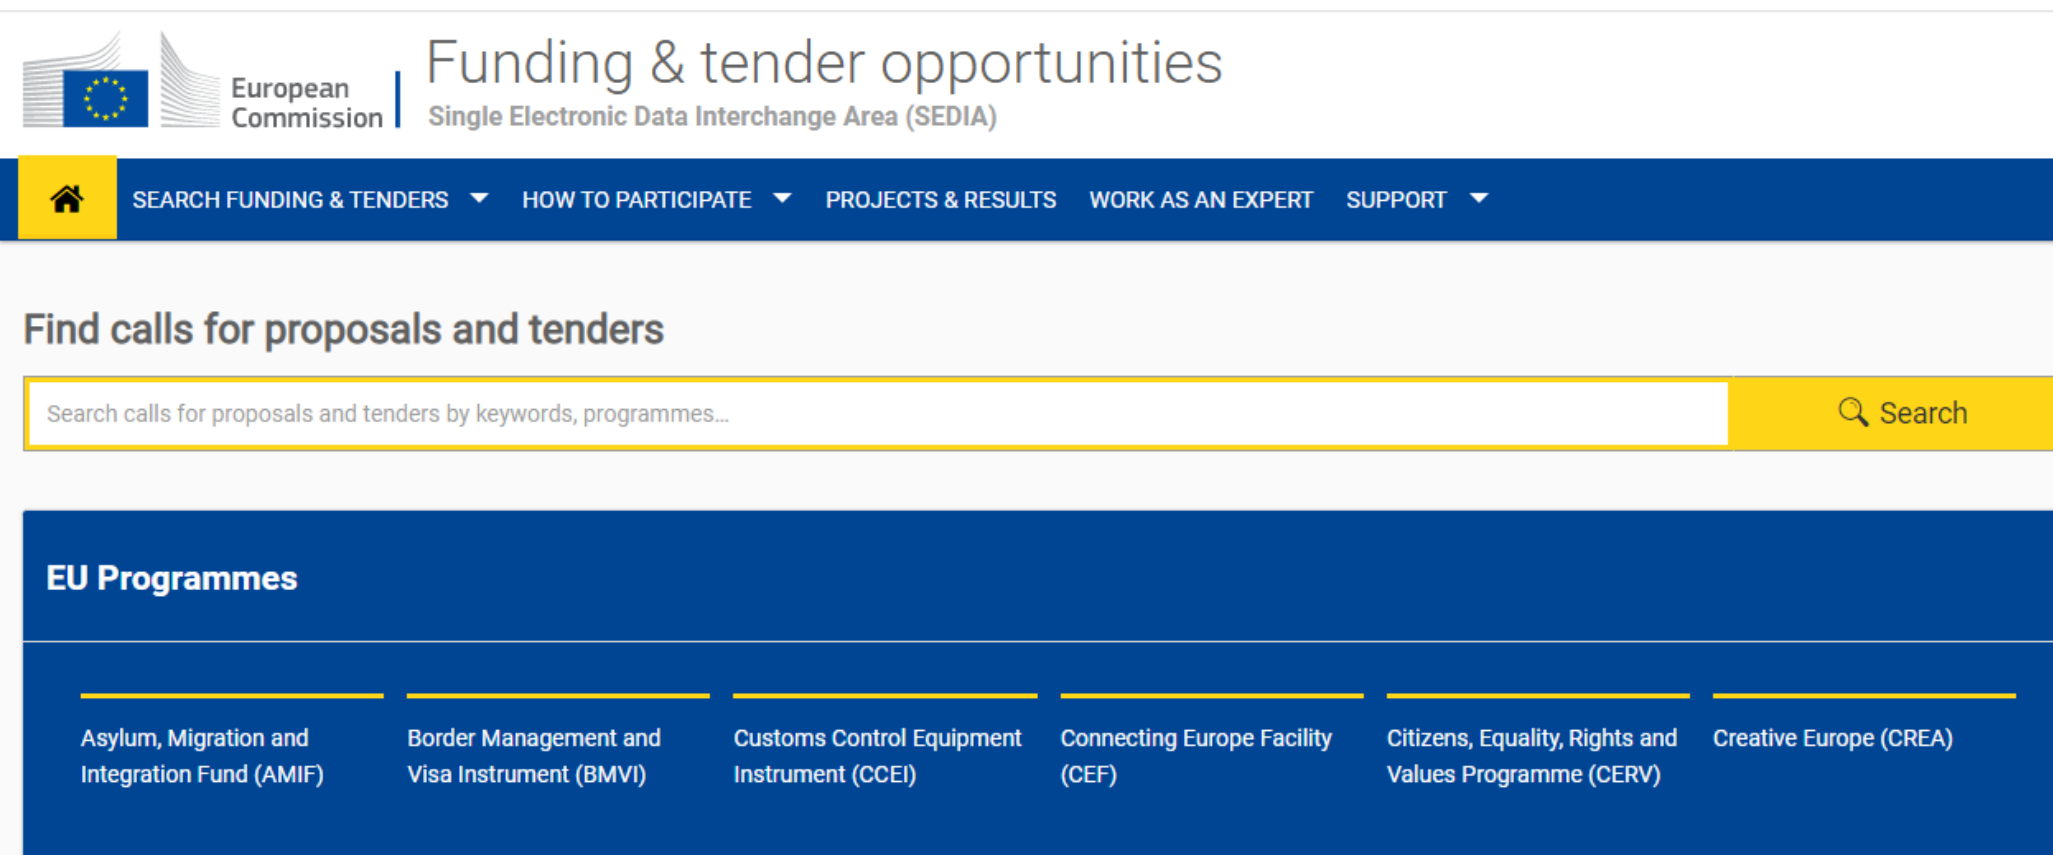 European
Commission
Funding & tender opportunities
Single Electronic Data Interchange Area (SEDIA)
SEARCH FUNDING & TENDERS HOW TO PARTICIPATE PROJECTS & RESULTS WORK AS AN EXPERT SUPPORT
Find calls for proposals and tenders
Search calls for proposals and tenders by keywords, programmes...
Search
EU Programmes
Asylum, Migration and
Integration Fund (AMIF)
Border Management and
Visa Instrument (BMVI)
Customs Control Equipment
Instrument (CCEI)
Connecting Europe Facility
(CEF)
Citizens, Equality, Rights and
Values Programme (CERV)
Creative Europe (CREA)